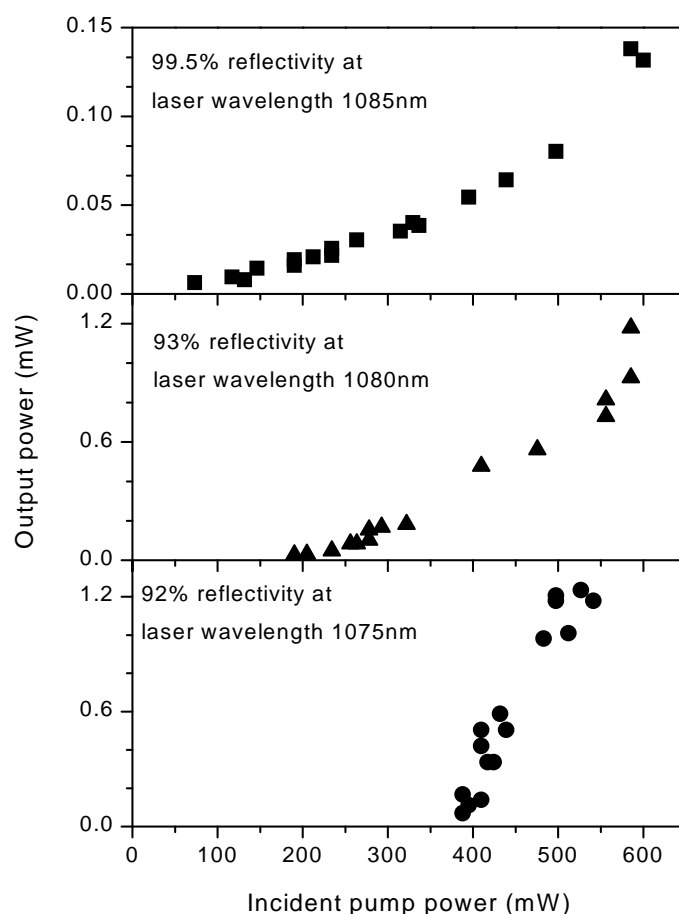 0.15
99.5% reflectivity at
laser wavelength 1085nm
0.10
0.05
0.00
1.2
93% reflectivity at
laser wavelength 1080nm
0.6
0.0
Output power (mW)
92% reflectivity at
1.2
laser wavelength 1075nm
0.6
0.0
0 100 200 300 400 500 600
Incident pump power (mW)